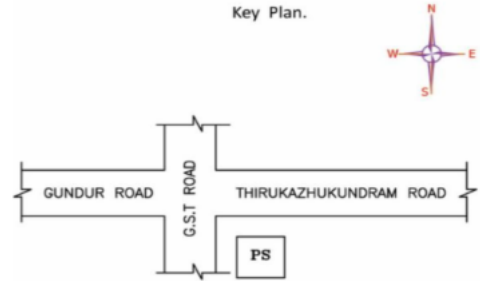 Key Plan.
N
W
E
S
GUNDUR ROAD
G.S.T ROAD
THIRUKAZHUKUNDRAM ROAD
PS